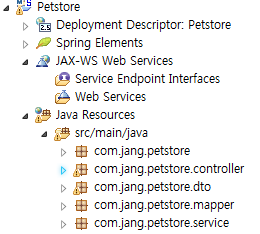 Petstore
Deployment Descriptor: Petstore
Spring Elements
JAX-WS Web Services
Service Endpoint Interfaces
Web Services
Java Resources
src/main/java
com.jang.petstore
com.jang.petstore.controller
com.jang.petstore.dto
com.jang.petstore.mapper
com.jang.petstore.service